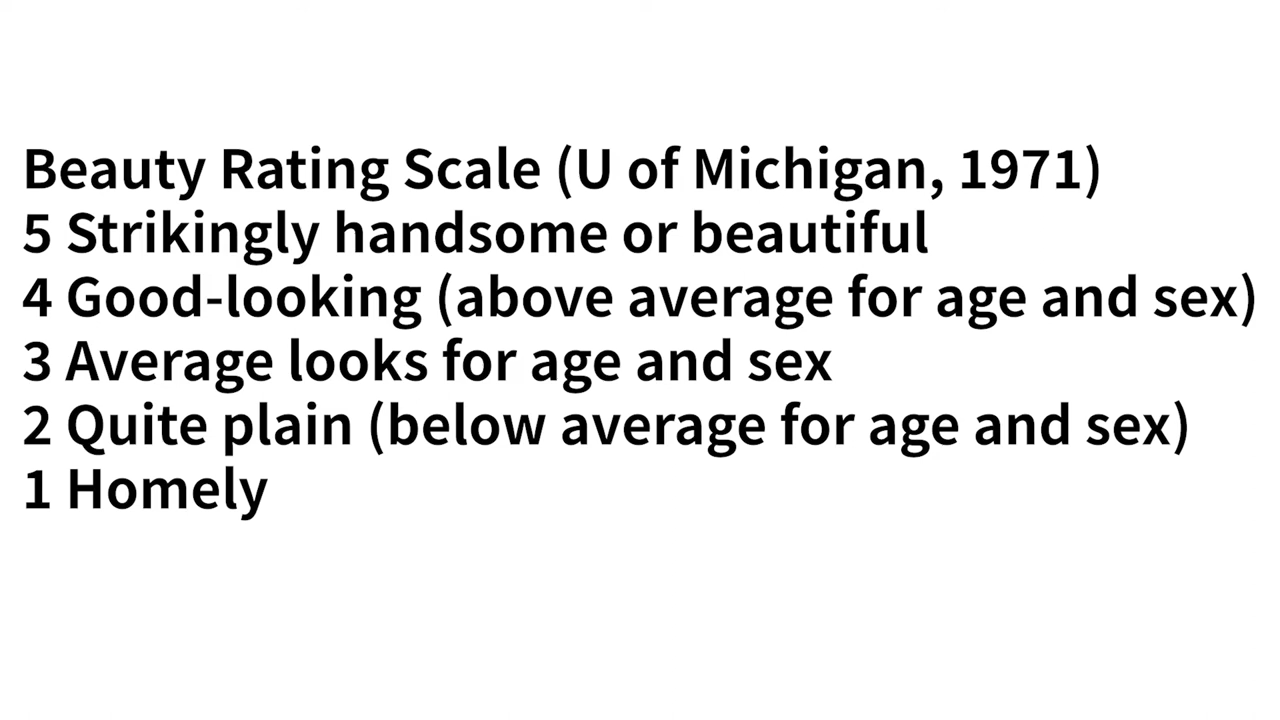 Beauty Rating Scale (U of Michigan, 1971)
5 Strikingly handsome or beautiful
4 Good-looking (above average for age and sex)
3 Average looks for age and sex
2 Quite plain (below average for age and sex)
1 Homely